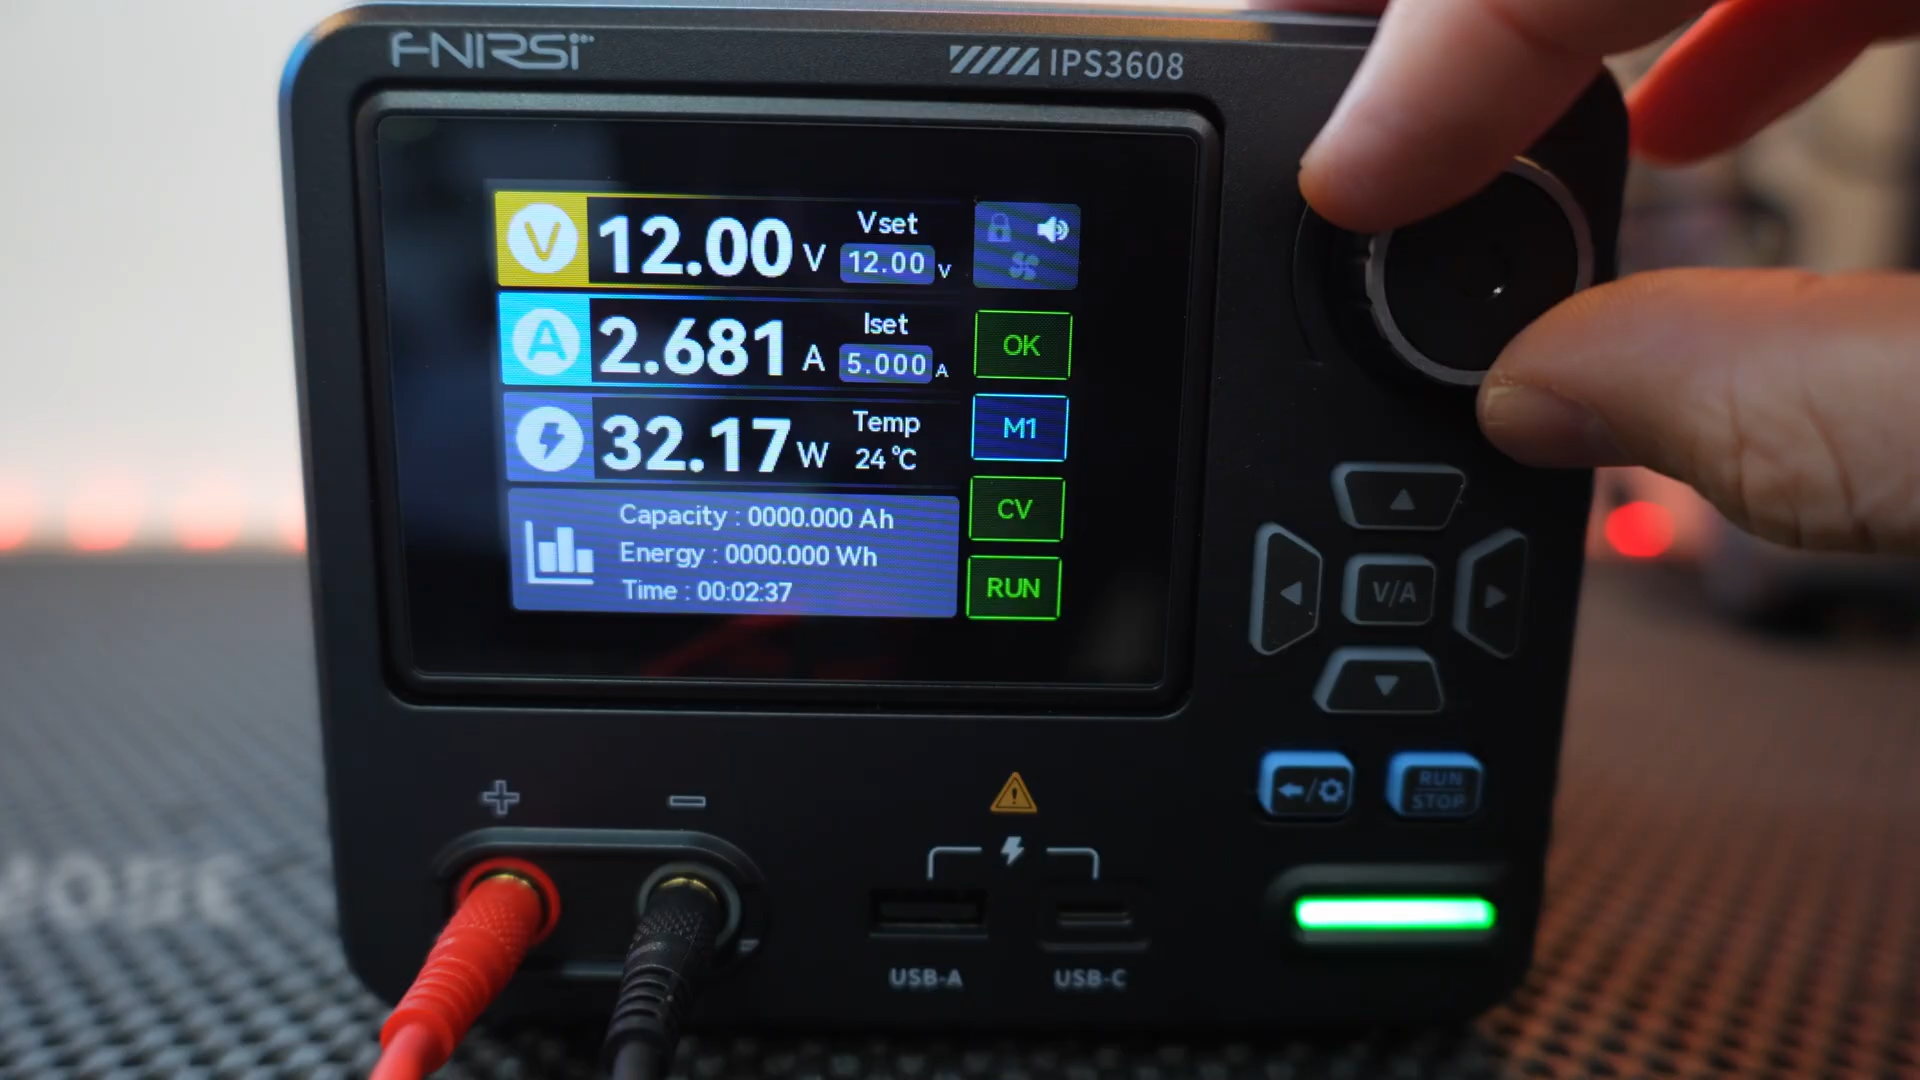 FNIRSI
IPS3608
V
12.00 V
Vset
12.00 V
A
2.681 A
Iset
5.000 A
OK
32.17 W
Temp
24 ℃
M1
Capacity : 0000.000 Ah
Energy : 0000.000 Wh
Time : 00:02:37
CV
RUN
V/A
RUN
STOP
USB-A
USB-C